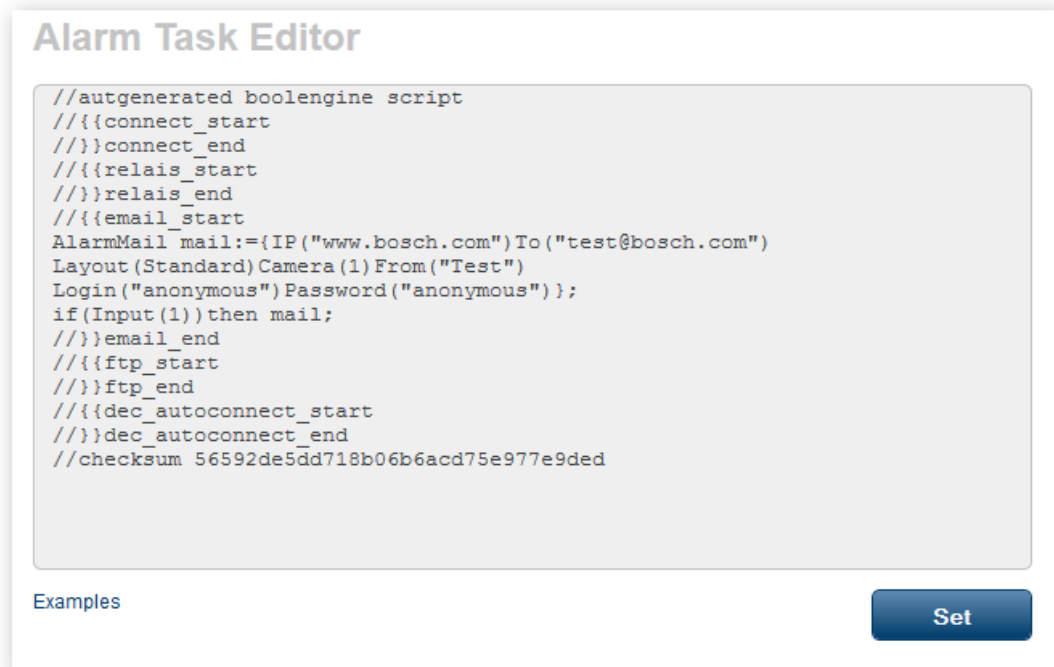 Alarm Task Editor
//autgenerated boolengine script
//{{connect_start
//}}connect_end
//{{relais_start
//}}relais_end
//{{email_start
AlarmMail mail:={IP("www.bosch.com")To("test@bosch.com")
Layout(Standard)Camera(1)From("Test")
Login("anonymous")Password("anonymous")};
if(Input(1))then mail;
//}}email_end
//{{ftp_start
//}}ftp_end
//{{dec_autoconnect_start
//}}dec_autoconnect_end
//checksum 56592de5dd718b06b6acd75e977e9ded
Examples
Set